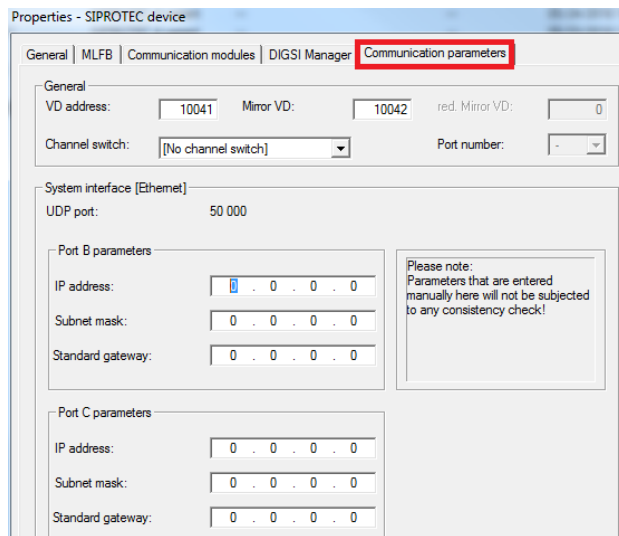 Properties - SIPROTEC device
General | MLFB | Communication modules | DIGSI Manager | Communication parameters
General
VD address: 10041 Mirror VD: 10042 red. Mirror VD: 0
Channel switch: [No channel switch] Port number: -
System interface [Ethernet]
UDP port: 50 000
Port B parameters
IP address: 0 . 0 . 0 . 0
Subnet mask: 0 . 0 . 0 . 0
Standard gateway: 0 . 0 . 0 . 0
Please note:
Parameters that are entered
manually here will not be subjected
to any consistency check!
Port C parameters
IP address: 0 . 0 . 0 . 0
Subnet mask: 0 . 0 . 0 . 0
Standard gateway: 0 . 0 . 0 . 0